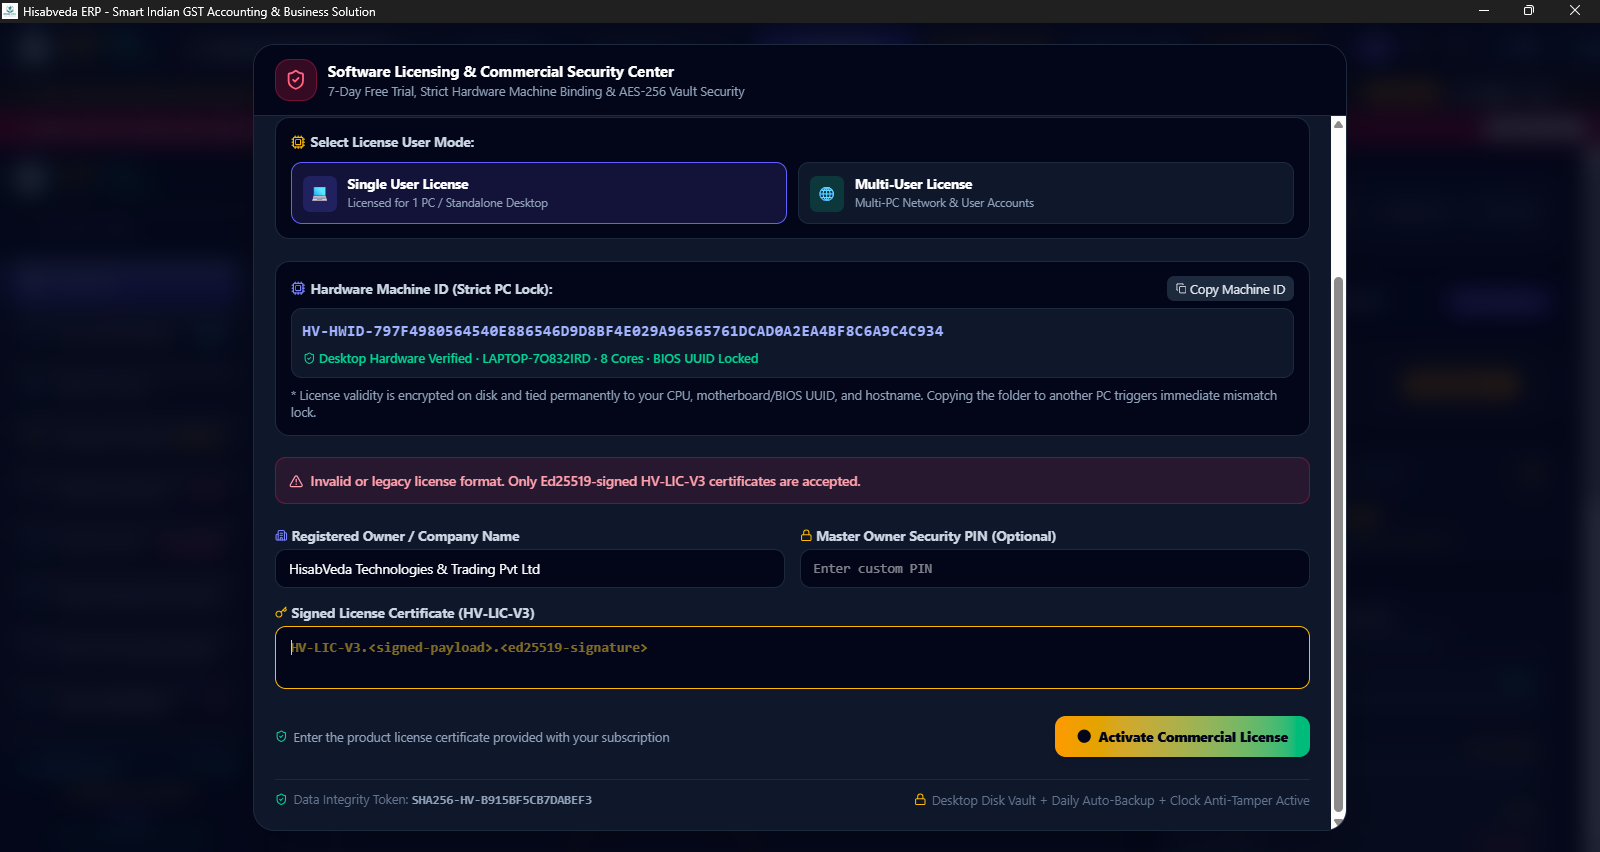 Hisabveda ERP - Smart Indian GST Accounting & Business Solution
Software Licensing & Commercial Security Center
7-Day Free Trial, Strict Hardware Machine Binding & AES-256 Vault Security
Select License User Mode:
Single User License
Licensed for 1 PC / Standalone Desktop
Multi-User License
Multi-PC Network & User Accounts
Hardware Machine ID (Strict PC Lock):
Copy Machine ID
HV-HWID-797F4980564540E886546D9D8BF4E029A96565761DCAD0A2EA4BF8C6A9C4C934
Desktop Hardware Verified · LAPTOP-7O832IRD · 8 Cores · BIOS UUID Locked
* License validity is encrypted on disk and tied permanently to your CPU, motherboard/BIOS UUID, and hostname. Copying the folder to another PC triggers immediate mismatch
lock.
Invalid or legacy license format. Only Ed25519-signed HV-LIC-V3 certificates are accepted.
Registered Owner / Company Name
Master Owner Security PIN (Optional)
HisabVeda Technologies & Trading Pvt Ltd
Enter custom PIN
Signed License Certificate (HV-LIC-V3)
HV-LIC-V3.<signed-payload>.<ed25519-signature>
Enter the product license certificate provided with your subscription
Activate Commercial License
Data Integrity Token: SHA256-HV-B915BF5CB7DABEF3
Desktop Disk Vault + Daily Auto-Backup + Clock Anti-Tamper Active